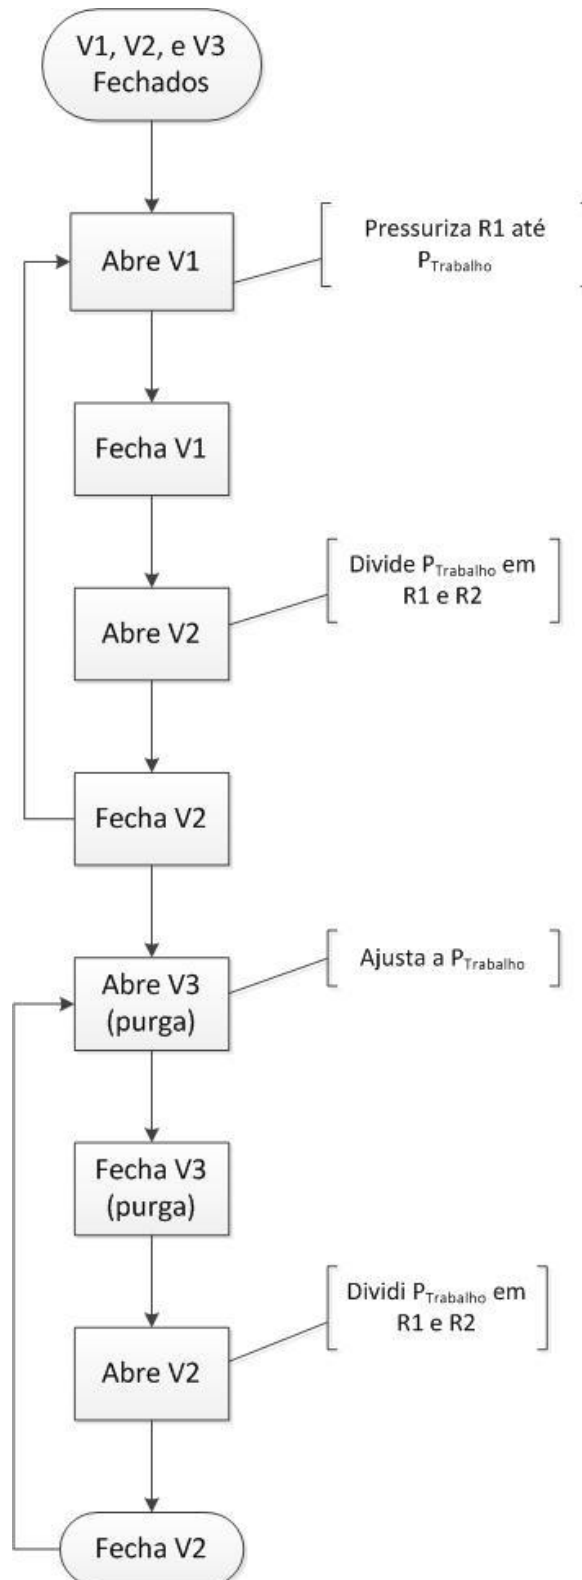 V1, V2, e V3
Fechados
Abre V1
Pressuriza R1 até
PTrabalho
Fecha V1
Divide PTrabalho em
R1 e R2
Abre V2
Fecha V2
Ajusta a PTrabalho
Abre V3
(purga)
Fecha V3
(purga)
Dividi PTrabalho em
R1 e R2
Abre V2
Fecha V2